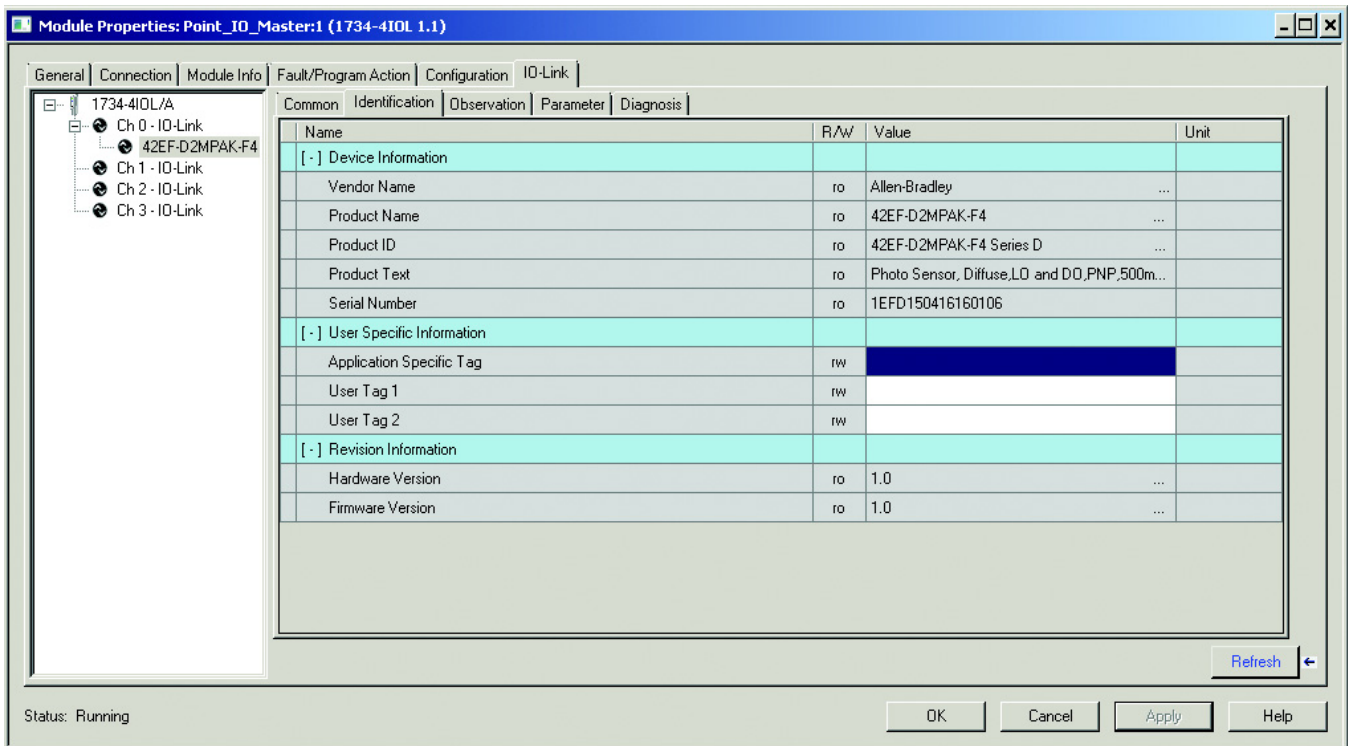 Module Properties: Point_IO_Master:1 (1734-4IOL 1.1)
General Connection Module Info Fault/Program Action Configuration IO-Link
1734-4IOL/A
Ch 0 - IO-Link
42EF-D2MPAK-F4
Ch 1 - IO-Link
Ch 2 - IO-Link
Ch 3 - IO-Link
Common Identification Observation Parameter Diagnosis
Name R/W Value Unit
[-] Device Information
Vendor Name ro Allen-Bradley ...
Product Name ro 42EF-D2MPAK-F4 ...
Product ID ro 42EF-D2MPAK-F4 Series D ...
Product Text ro Photo Sensor, Diffuse,LO and DO,PNP,500m...
Serial Number ro 1EFD150416160106
[-] User Specific Information
Application Specific Tag rw
User Tag 1 rw
User Tag 2 rw
[-] Revision Information
Hardware Version ro 1.0 ...
Firmware Version ro 1.0 ...
Refresh
Status: Running
OK Cancel Apply Help